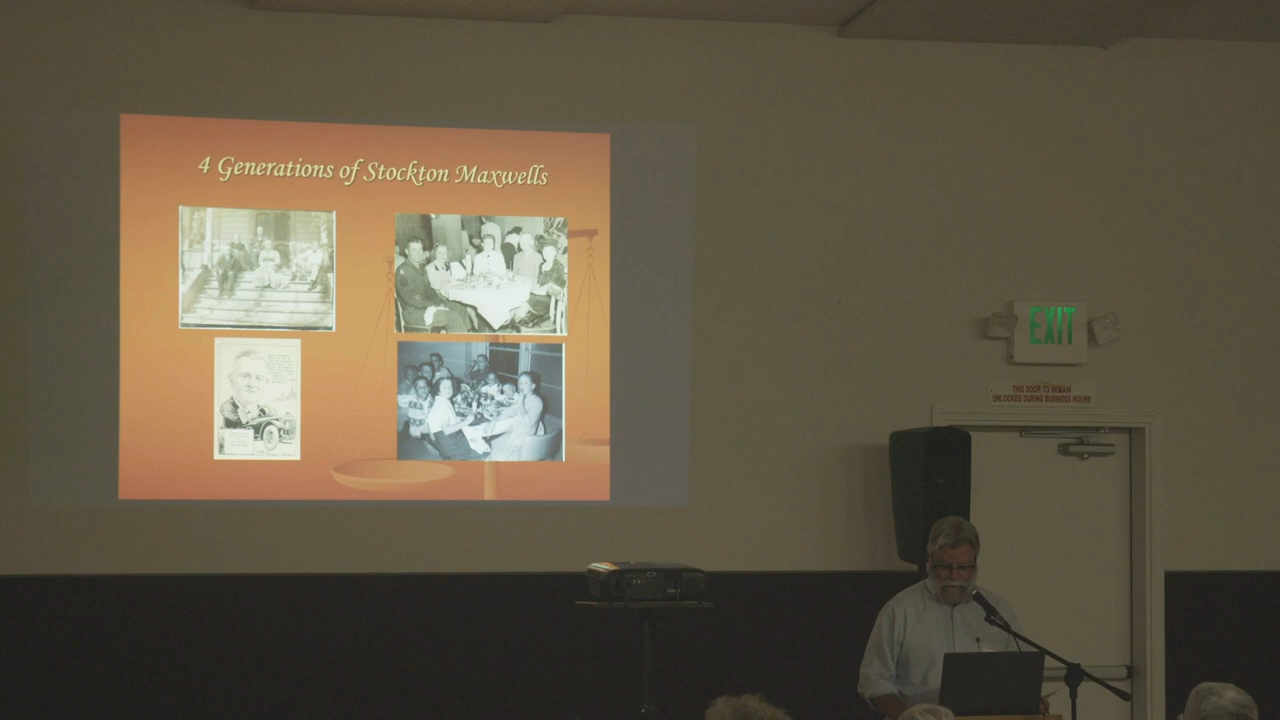 4 Generations of Stockton Maxwells
EXIT
THIS DOOR TO REMAIN
UNLOCKED DURING BUSINESS HOURS